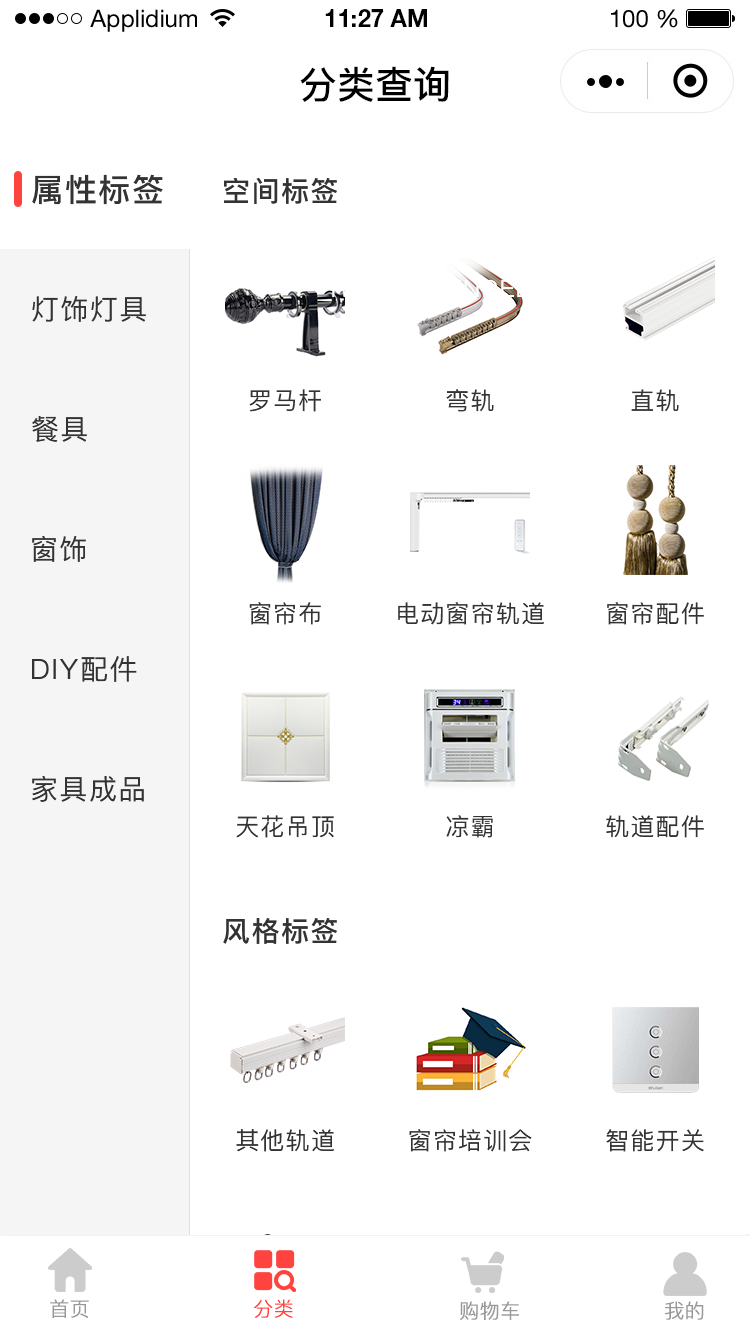 Applidium 11:27 AM 100 %
分类查询
属性标签 空间标签
灯饰灯具
餐具
窗饰
DIY配件
家具成品
罗马杆 弯轨 直轨
窗帘布 电动窗帘轨道 窗帘配件
34
天花吊顶 凉霸 轨道配件
风格标签
其他轨道 窗帘培训会 智能开关
首页 分类 购物车 我的